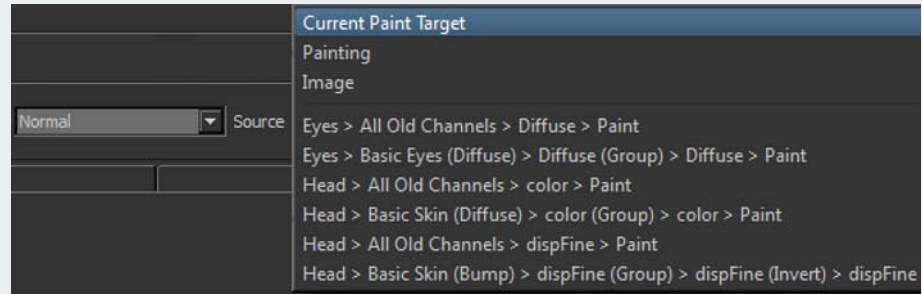 Current Paint Target
Painting
Image
Normal Source
Eyes > All Old Channels > Diffuse > Paint
Eyes > Basic Eyes (Diffuse) > Diffuse (Group) > Diffuse > Paint
Head > All Old Channels > color > Paint
Head > Basic Skin (Diffuse) > color (Group) > color > Paint
Head > All Old Channels > dispFine > Paint
Head > Basic Skin (Bump) > dispFine (Group) > dispFine (Invert) > dispFine